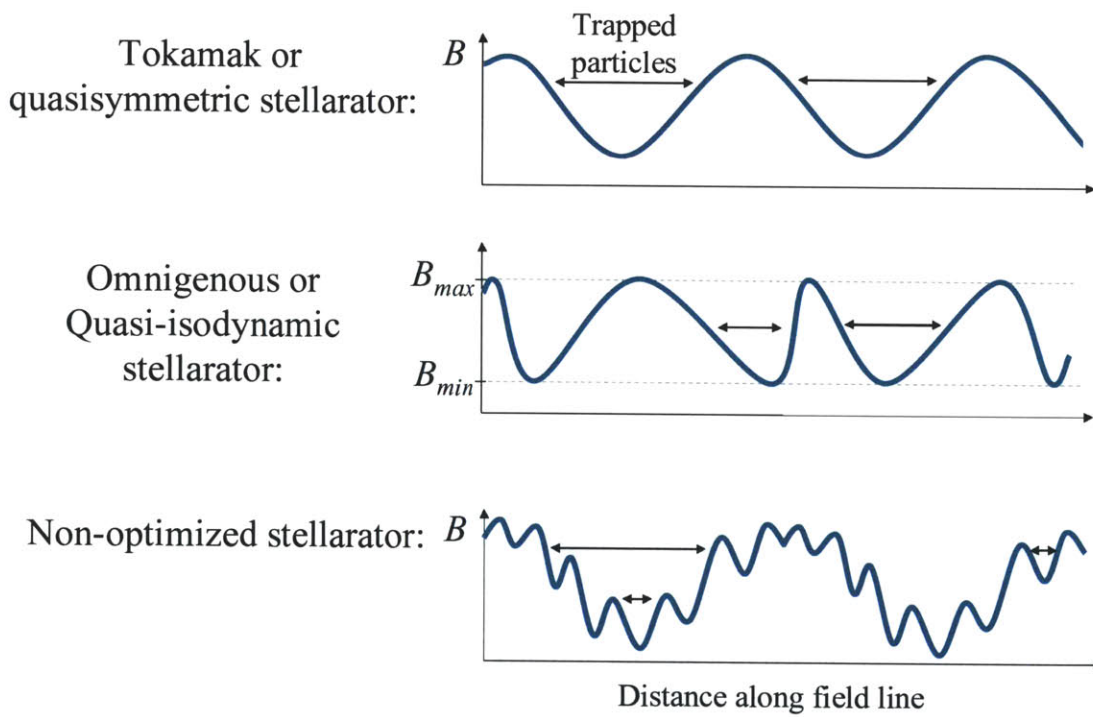 Tokamak or
quasisymmetric stellarator:
B
Trapped
particles
Omnigenous or
Quasi-isodynamic
stellarator:
B_max
B_min
Non-optimized stellarator:
B
Distance along field line